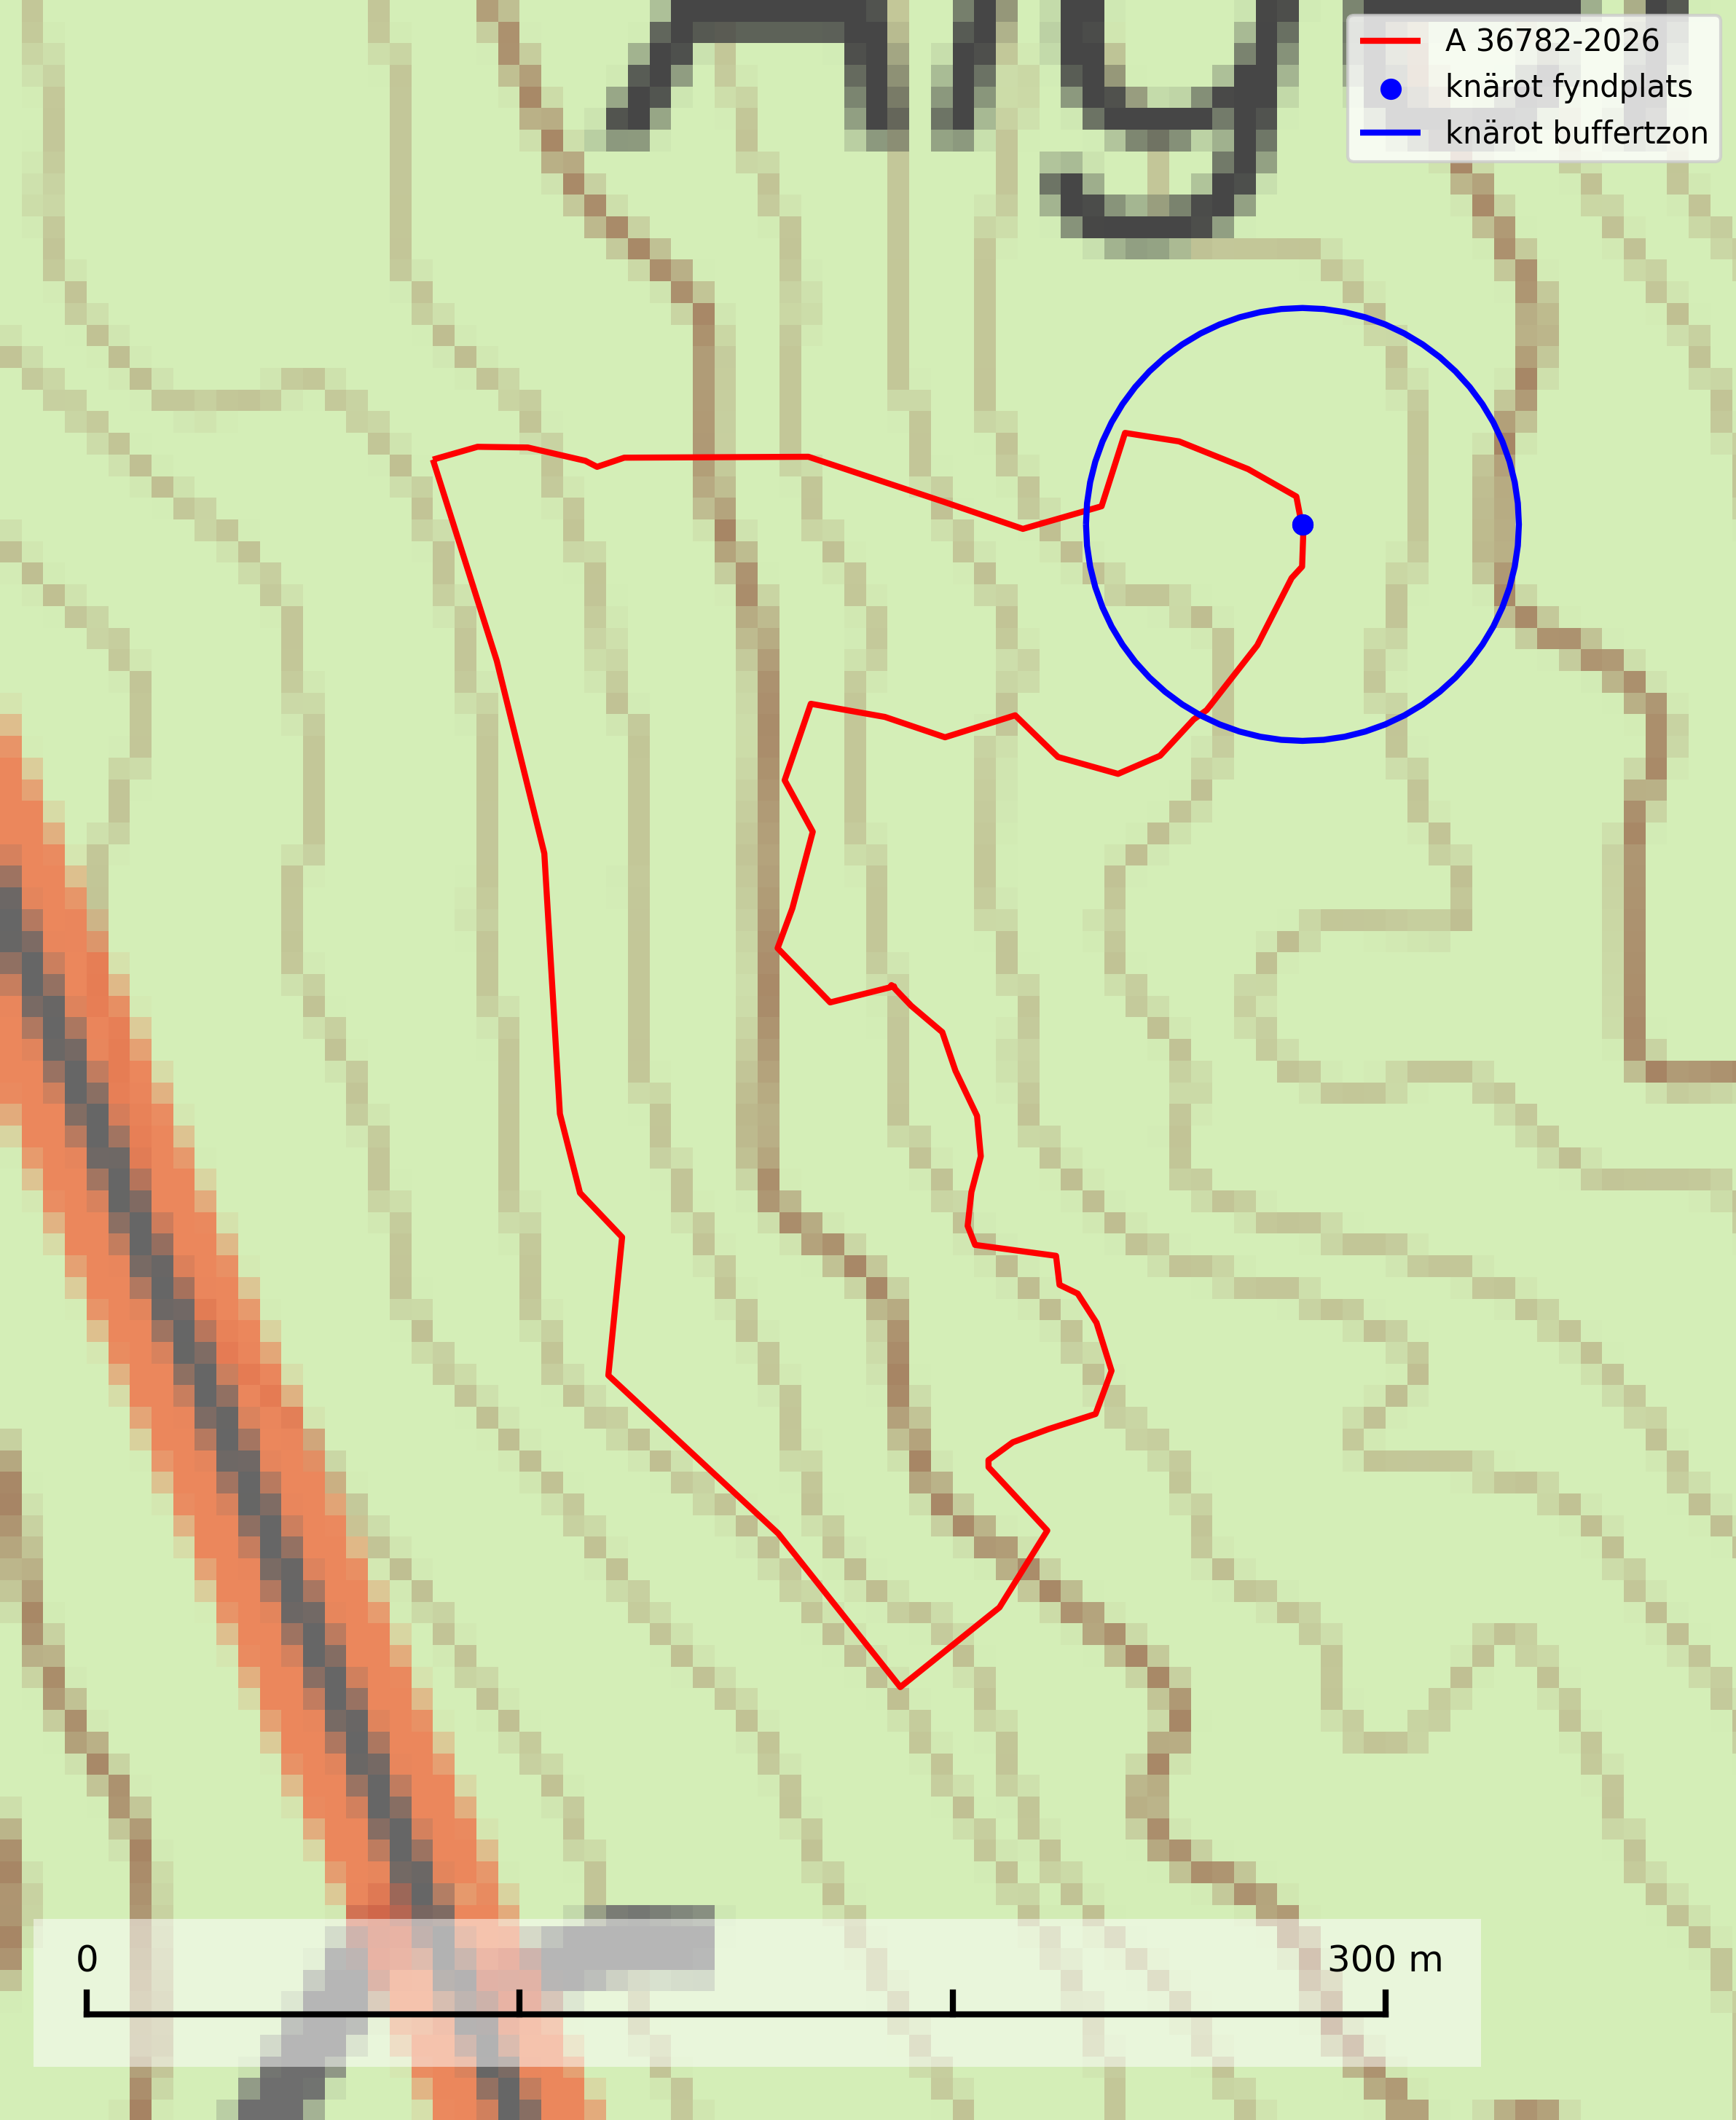 A 36782-2026
knärot fyndplats
knärot buffertzon
0 300 m